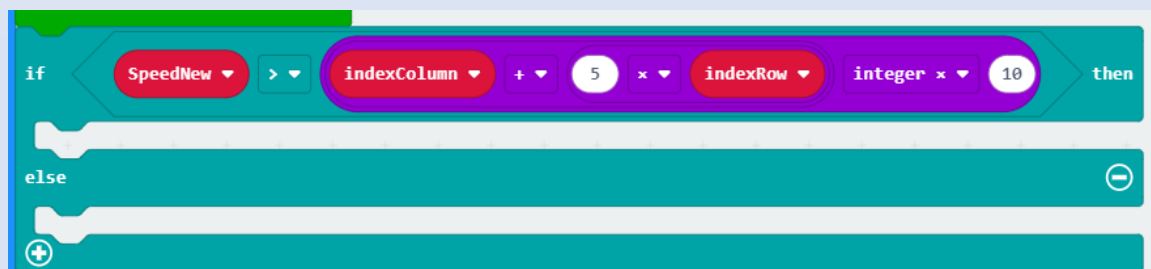 if SpeedNew > indexColumn + 5 × indexRow integer × 10 then
else